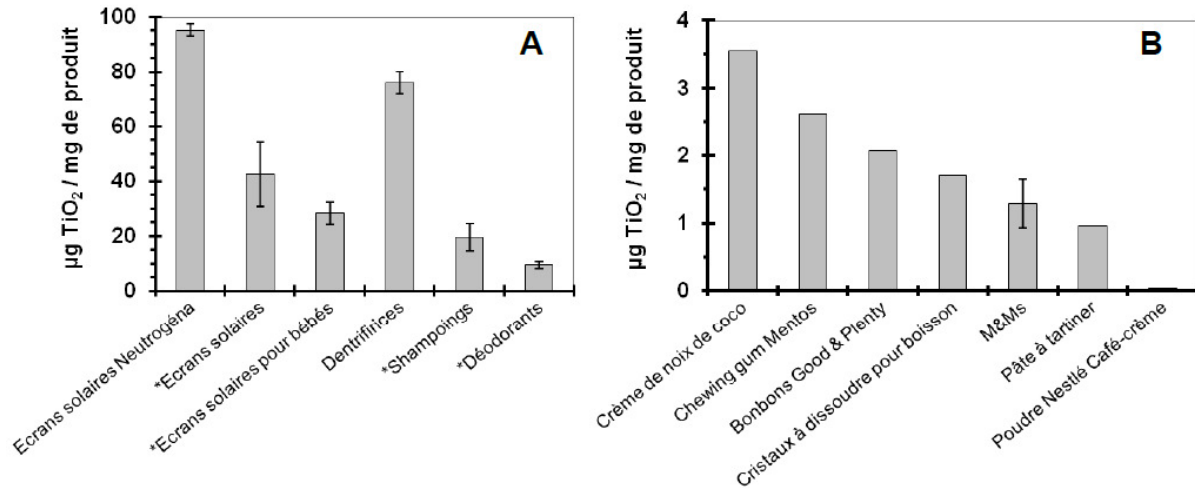 A
µg TiO2 / mg de produit
100
80
60
40
20
0
Ecrans solaires Neutrogéna
*Ecrans solaires
*Ecrans solaires pour bébés
Dentrifirices
*Shampoings
*Déodorants
B
µg TiO2 / mg de produit
4
3
2
1
0
Crème de noix de coco
Chewing gum Mentos
Bonbons Good & Plenty
Cristaux à dissoudre pour boisson
M&Ms
Pâte à tartiner
Poudre Nestlé Café-crème